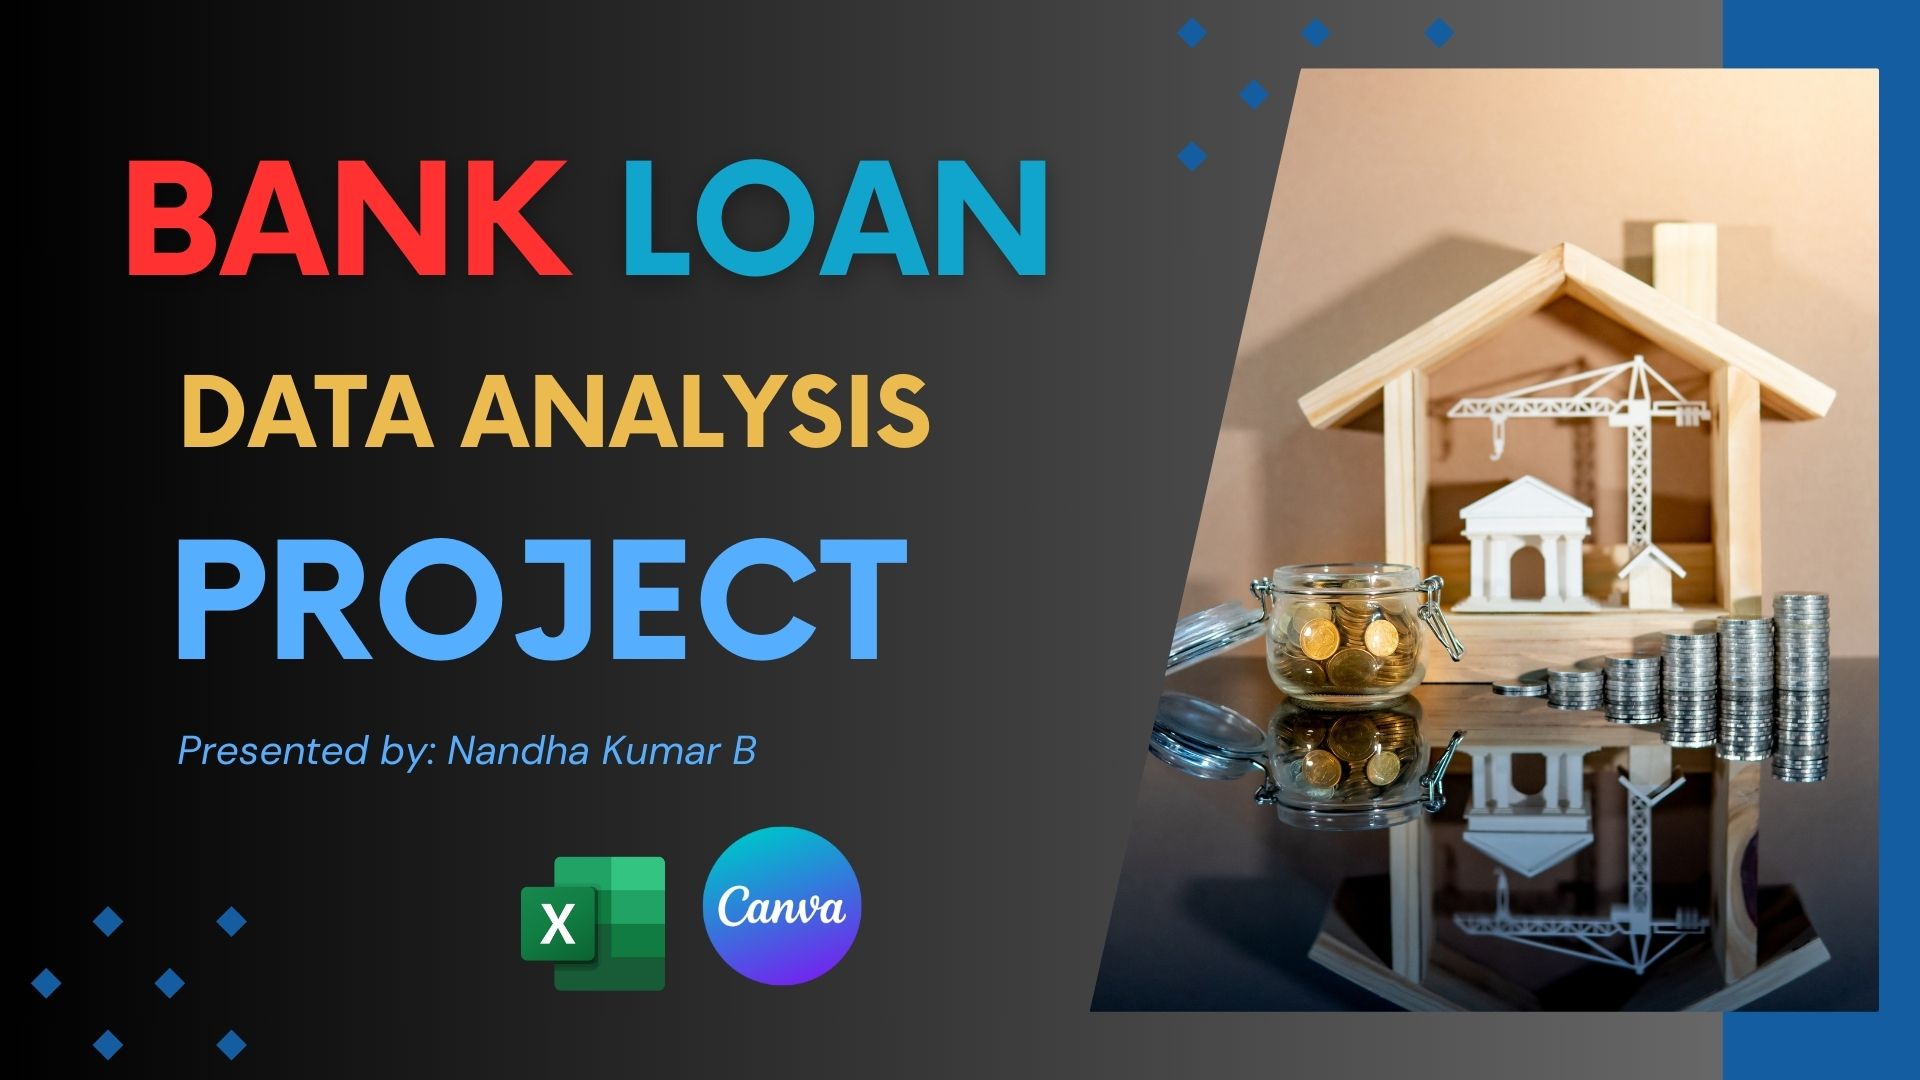 BANK LOAN
DATA ANALYSIS
PROJECT
Presented by: Nandha Kumar B
X
Canva